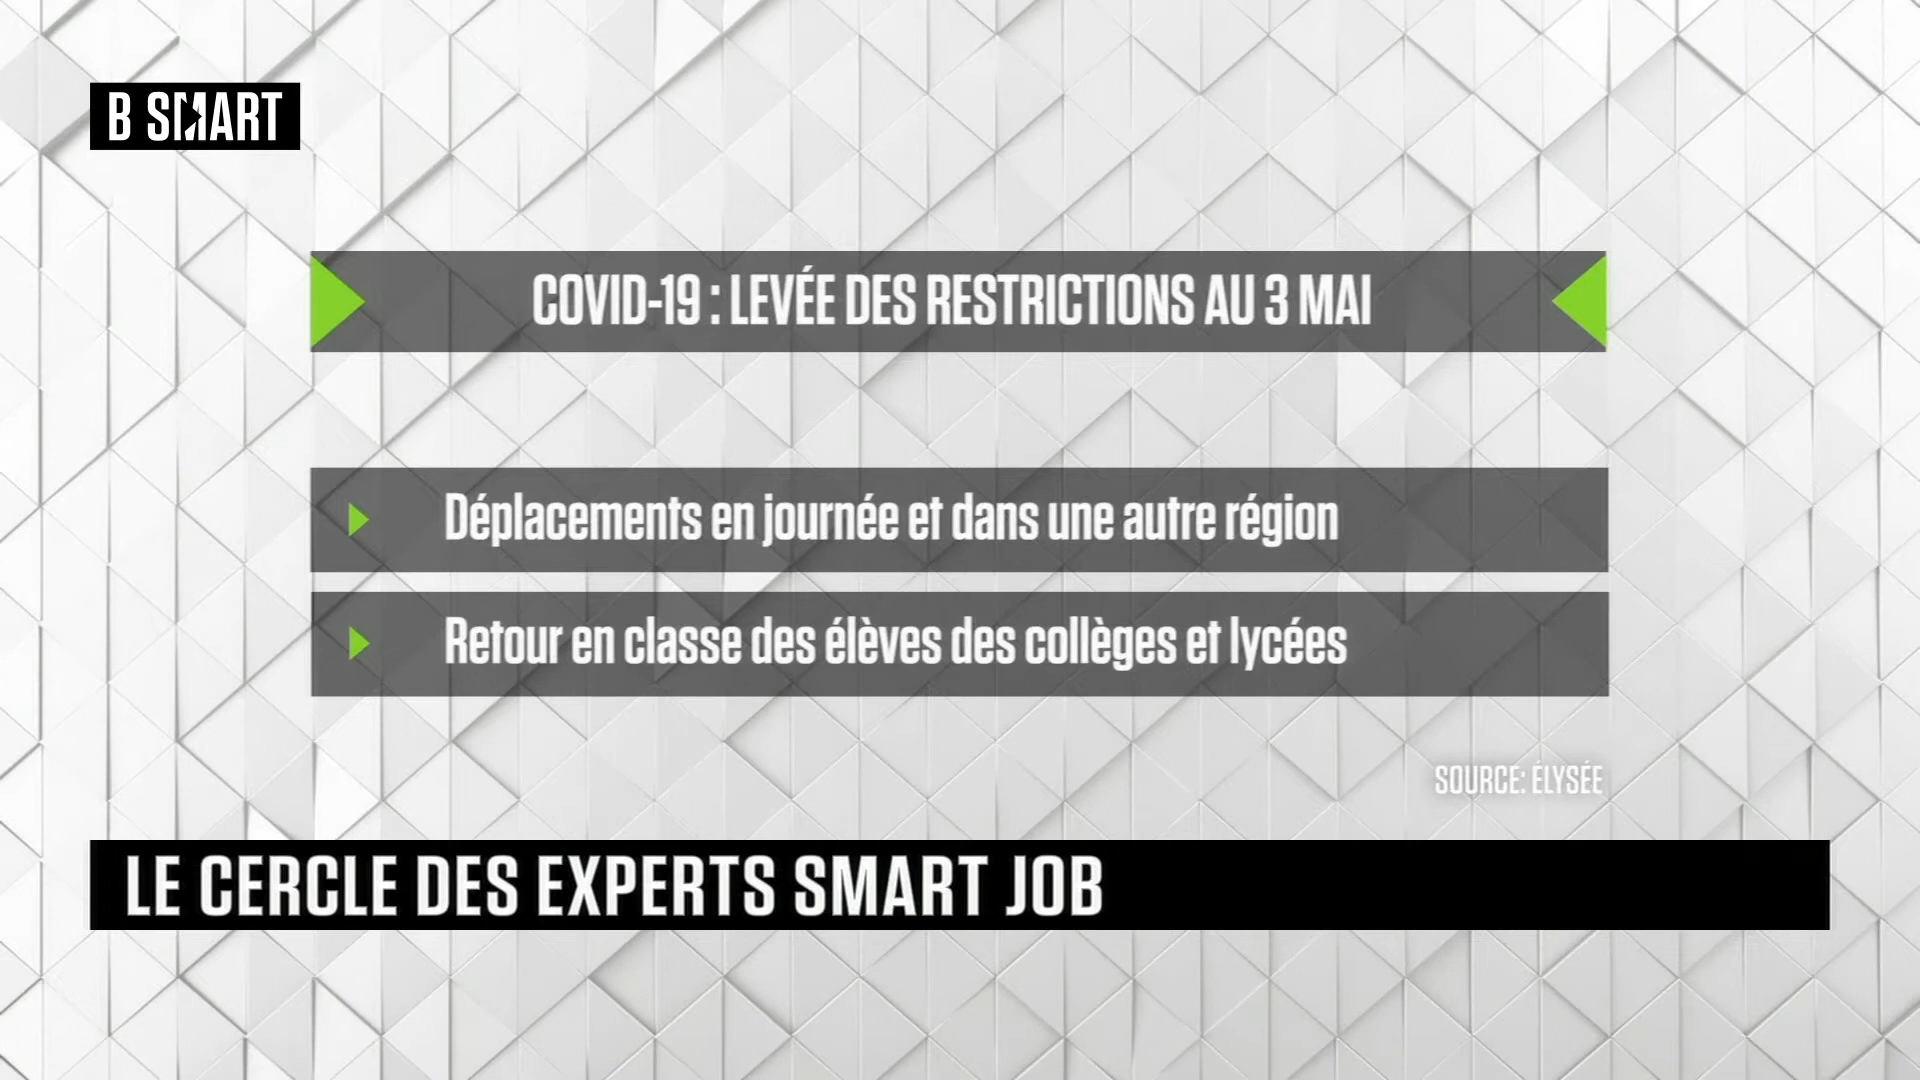 B SMART
COVID-19 : LEVÉE DES RESTRICTIONS AU 3 MAI
Déplacements en journée et dans une autre région
Retour en classe des élèves des collèges et lycées
SOURCE: ÉLYSÉE
LE CERCLE DES EXPERTS SMART JOB